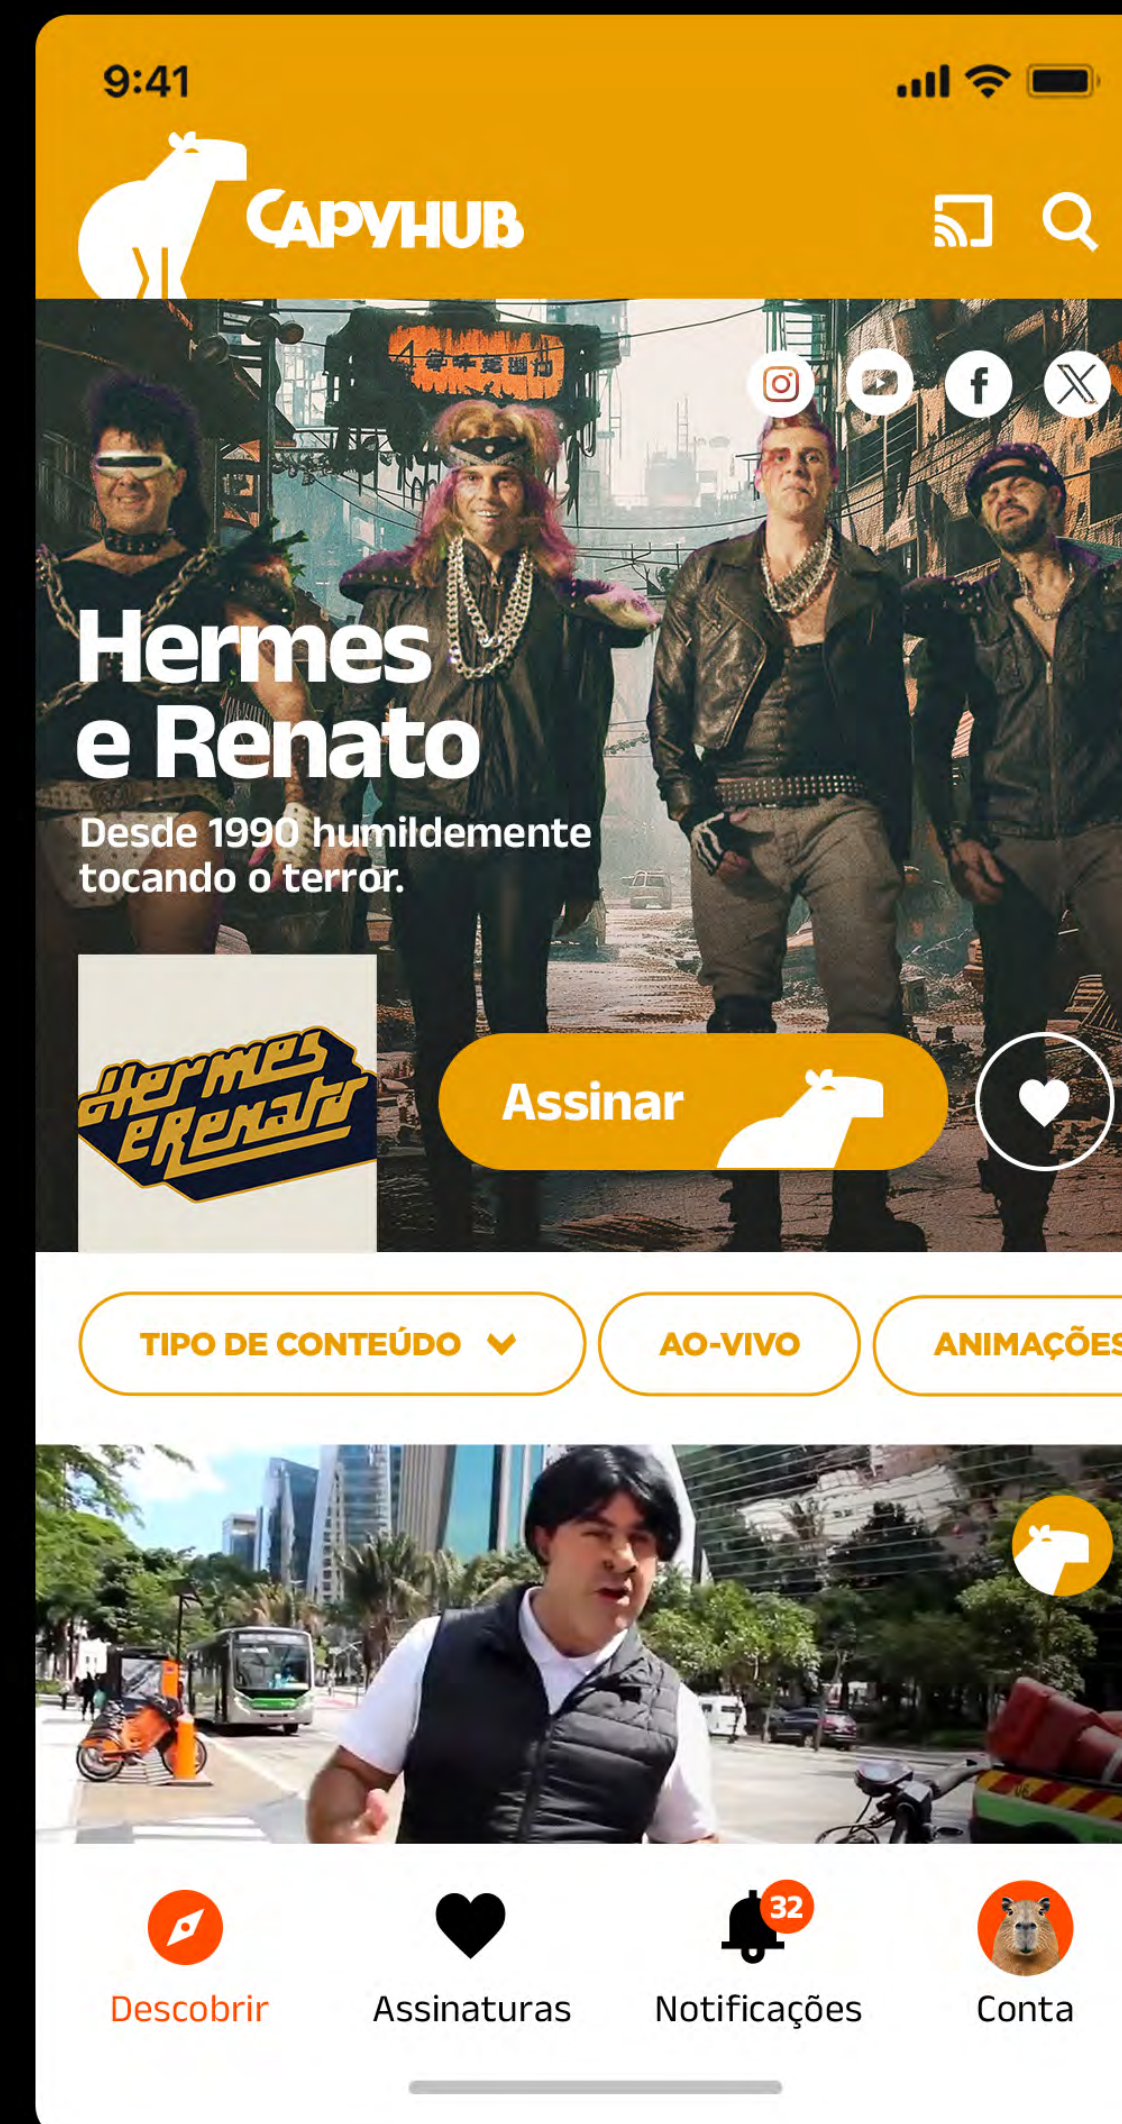 9:41
CAPYHUB
Hermes
e Renato
Desde 1990 humildemente
tocando o terror.
Hermes
e Renato
Assinar
TIPO DE CONTEÚDO
AO-VIVO
ANIMAÇÕES
32
Descobrir
Assinaturas
Notificações
Conta